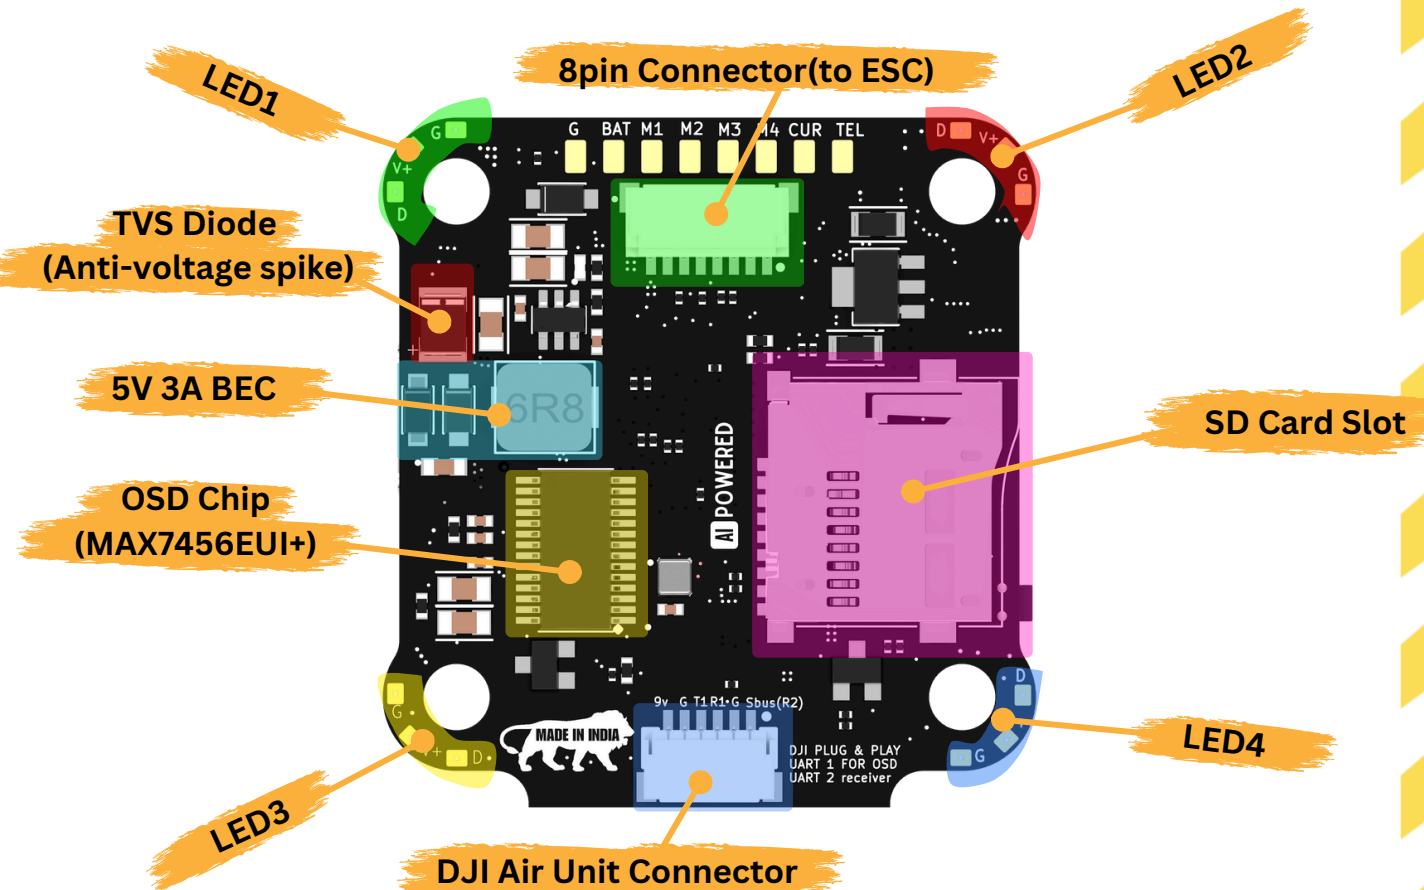 LED1
8pin Connector(to ESC)
LED2
G BAT M1 M2 M3 M4 CUR TEL
G
V+
D
D
V+
G
TVS Diode
(Anti-voltage spike)
+
5V 3A BEC
6R8
SD Card Slot
AI POWERED
OSD Chip
(MAX7456EUI+)
9v G T1 R1 G Sbus(R2)
MADE IN INDIA
DJI PLUG & PLAY
UART 1 FOR OSD
UART 2 receiver
G
+
D
D
G
LED4
LED3
DJI Air Unit Connector